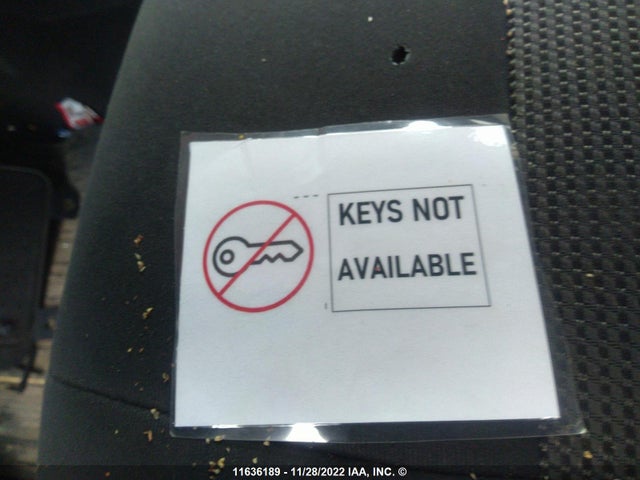 KEYS NOT
AVAILABLE
11636189 - 11/28/2022 IAA, INC. ©